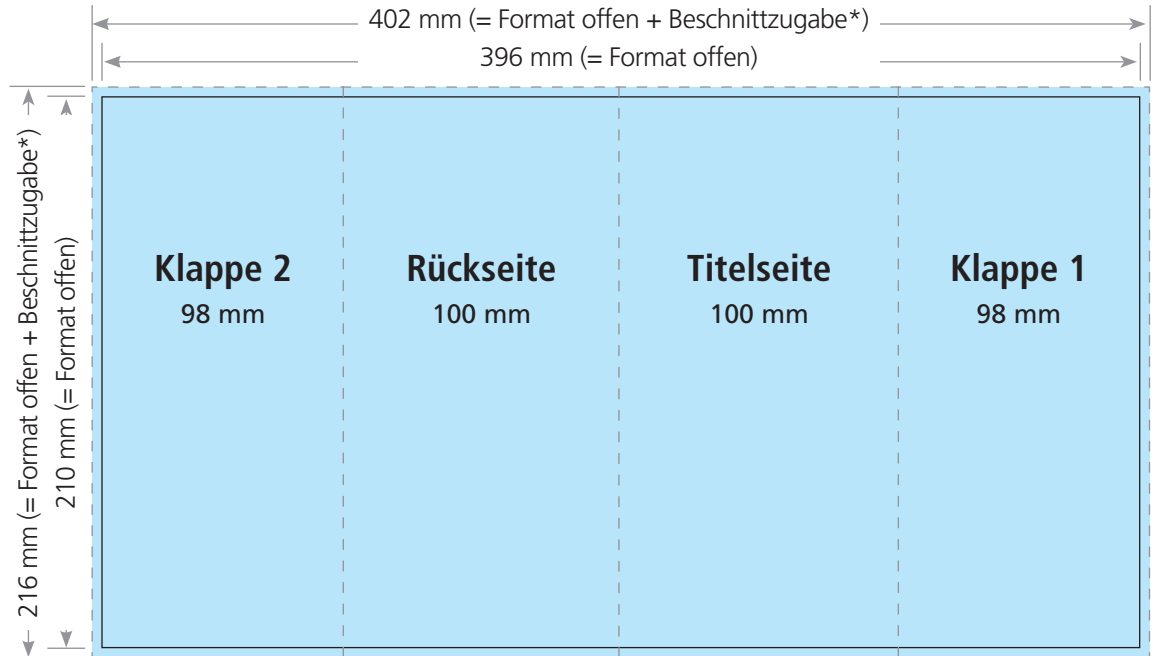 402 mm (= Format offen + Beschnittzugabe*)
396 mm (= Format offen)
216 mm (= Format offen + Beschnittzugabe*)
210 mm (= Format offen)
Klappe 2
98 mm
Rückseite
100 mm
Titelseite
100 mm
Klappe 1
98 mm